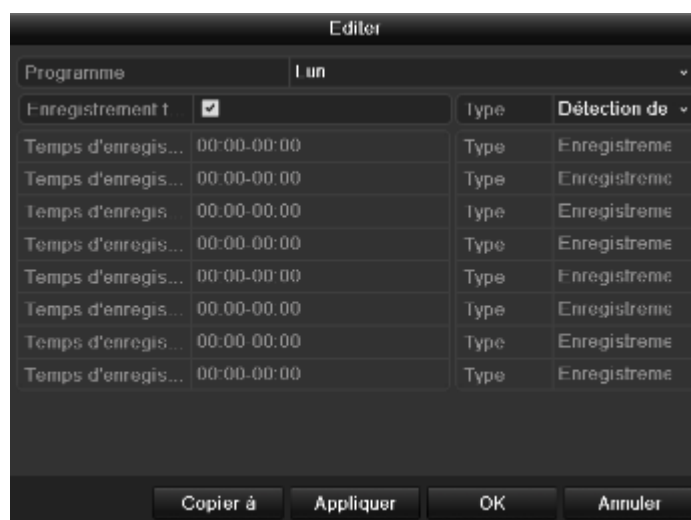 Editer
Programme Lun
Enregistrement t... Type Détection de
Temps d'enregis... 00:00-00:00 Type Enregistreme
Temps d'enregis... 00:00-00:00 Type Enregistreme
Temps d'enregis... 00:00-00:00 Type Enregistreme
Temps d'enregis... 00:00-00:00 Type Enregistreme
Temps d'enregis... 00:00-00:00 Type Enregistreme
Temps d'enregis... 00:00-00:00 Type Enregistreme
Temps d'enregis... 00:00-00:00 Type Enregistreme
Temps d'enregis... 00:00-00:00 Type Enregistreme
Copier à Appliquer OK Annuler